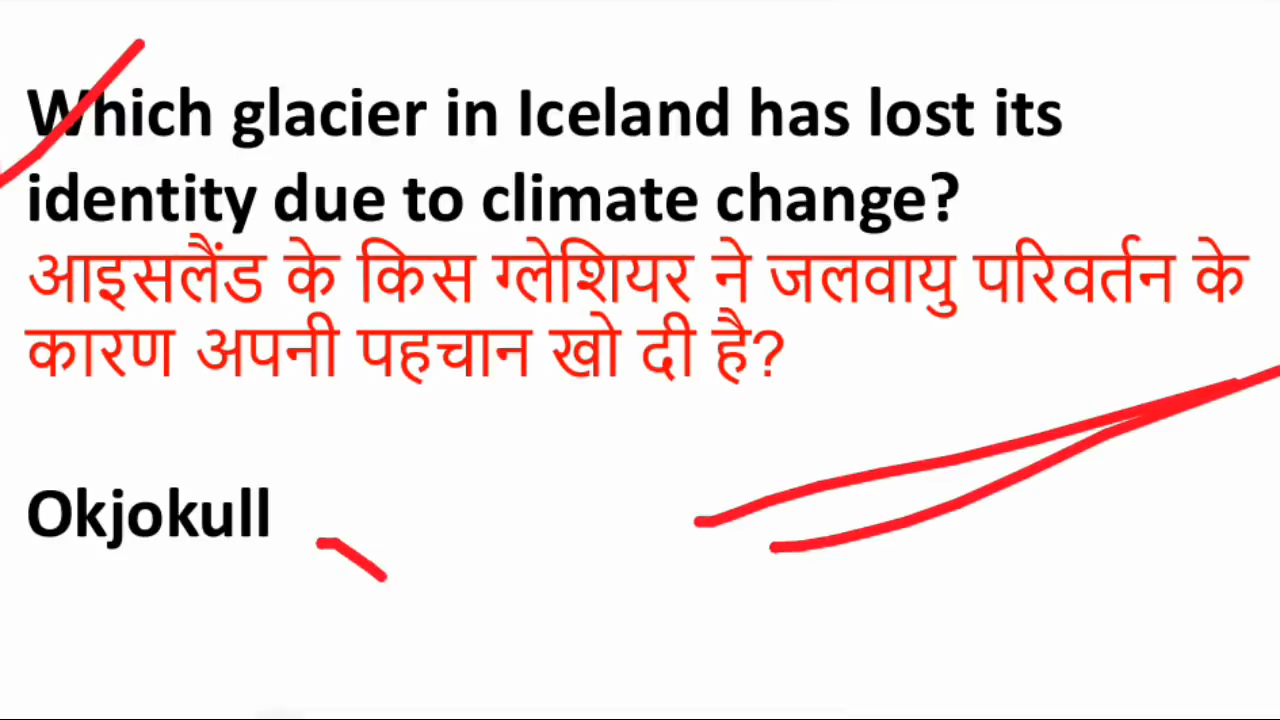 Which glacier in Iceland has lost its
identity due to climate change?
आइसलैंड के किस ग्लेशियर ने जलवायु परिवर्तन के
कारण अपनी पहचान खो दी है?
Okjokull